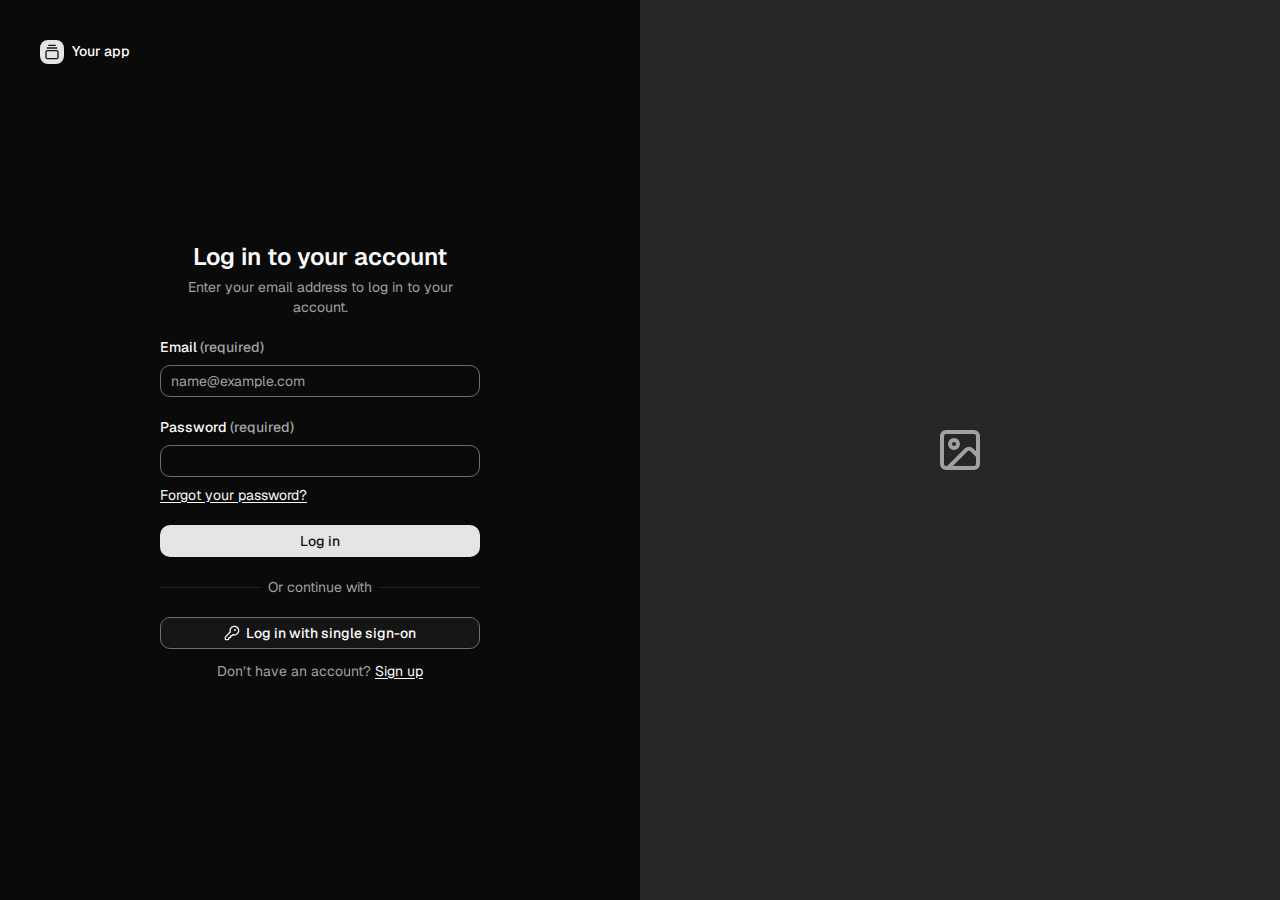 Your app
Log in to your account
Enter your email address to log in to your
account.
Email (required)
name@example.com
Password (required)
Forgot your password?
Log in
Or continue with
Log in with single sign-on
Don't have an account? Sign up